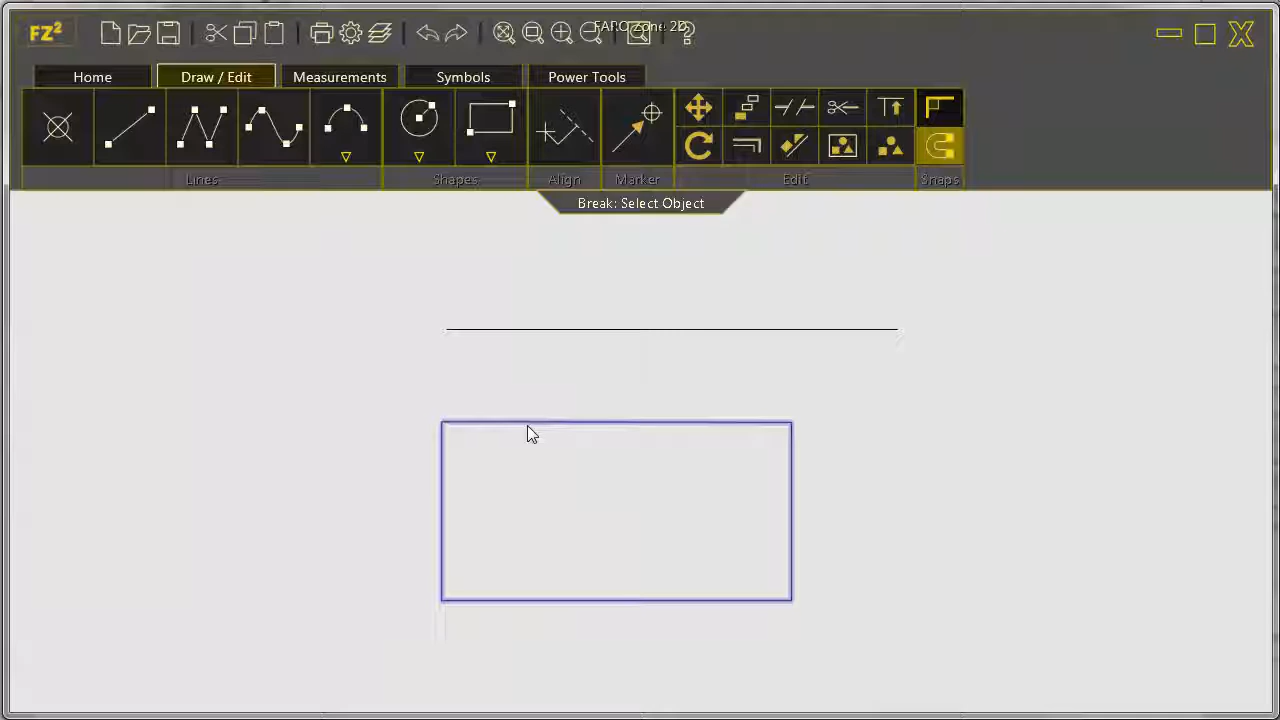 FZ²
FARO Zone 2D
Home
Draw / Edit
Measurements
Symbols
Power Tools
Lines
Shapes
Align
Marker
Edit
Snaps
Break: Select Object